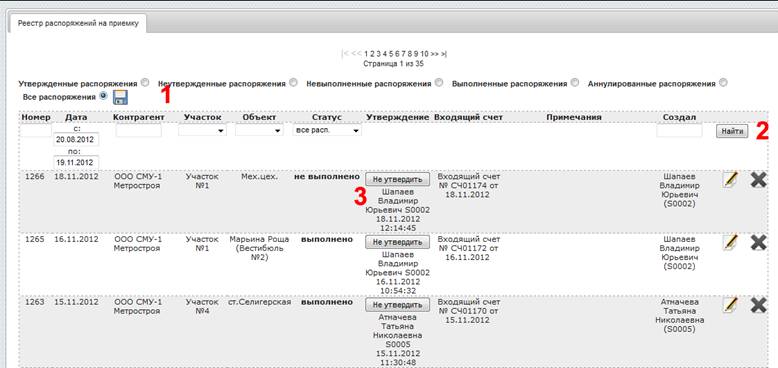 Реестр распоряжений на приемку
|< << 1 2 3 4 5 6 7 8 9 10 >> >|
Страница 1 из 35
Утвержденные распоряжения Неутвержденные распоряжения Невыполненные распоряжения Выполненные распоряжения Аннулированные распоряжения
Все распоряжения 1
Номер Дата Контрагент Участок Объект Статус Утверждение Входящий счет Примечания Создал
с: все расп. Найти 2
20.08.2012
по:
19.11.2012
1266 18.11.2012 ООО СМУ-1 Участок Мех.цех. не выполнено Не утвердить Входящий счет Шапаев
Метростроя №1 3 № СЧ01174 от Владимир
Шапаев 18.11.2012 Юрьевич
Владимир (S0002)
Юрьевич S0002
18.11.2012
12:14:45
1265 16.11.2012 ООО СМУ-1 Участок Марьина Роща выполнено Не утвердить Входящий счет Шапаев
Метростроя №1 (Вестибюль № СЧ01172 от Владимир
№2) Шапаев 16.11.2012 Юрьевич
Владимир (S0002)
Юрьевич S0002
16.11.2012
10:54:32
1263 15.11.2012 ООО СМУ-1 Участок ст.Селигерская выполнено Не утвердить Входящий счет Атначева
Метростроя №4 № СЧ01170 от Татьяна
Атначева 15.11.2012 Николаевна
Татьяна (S0005)
Николаевна
S0005
15.11.2012
11:30:48